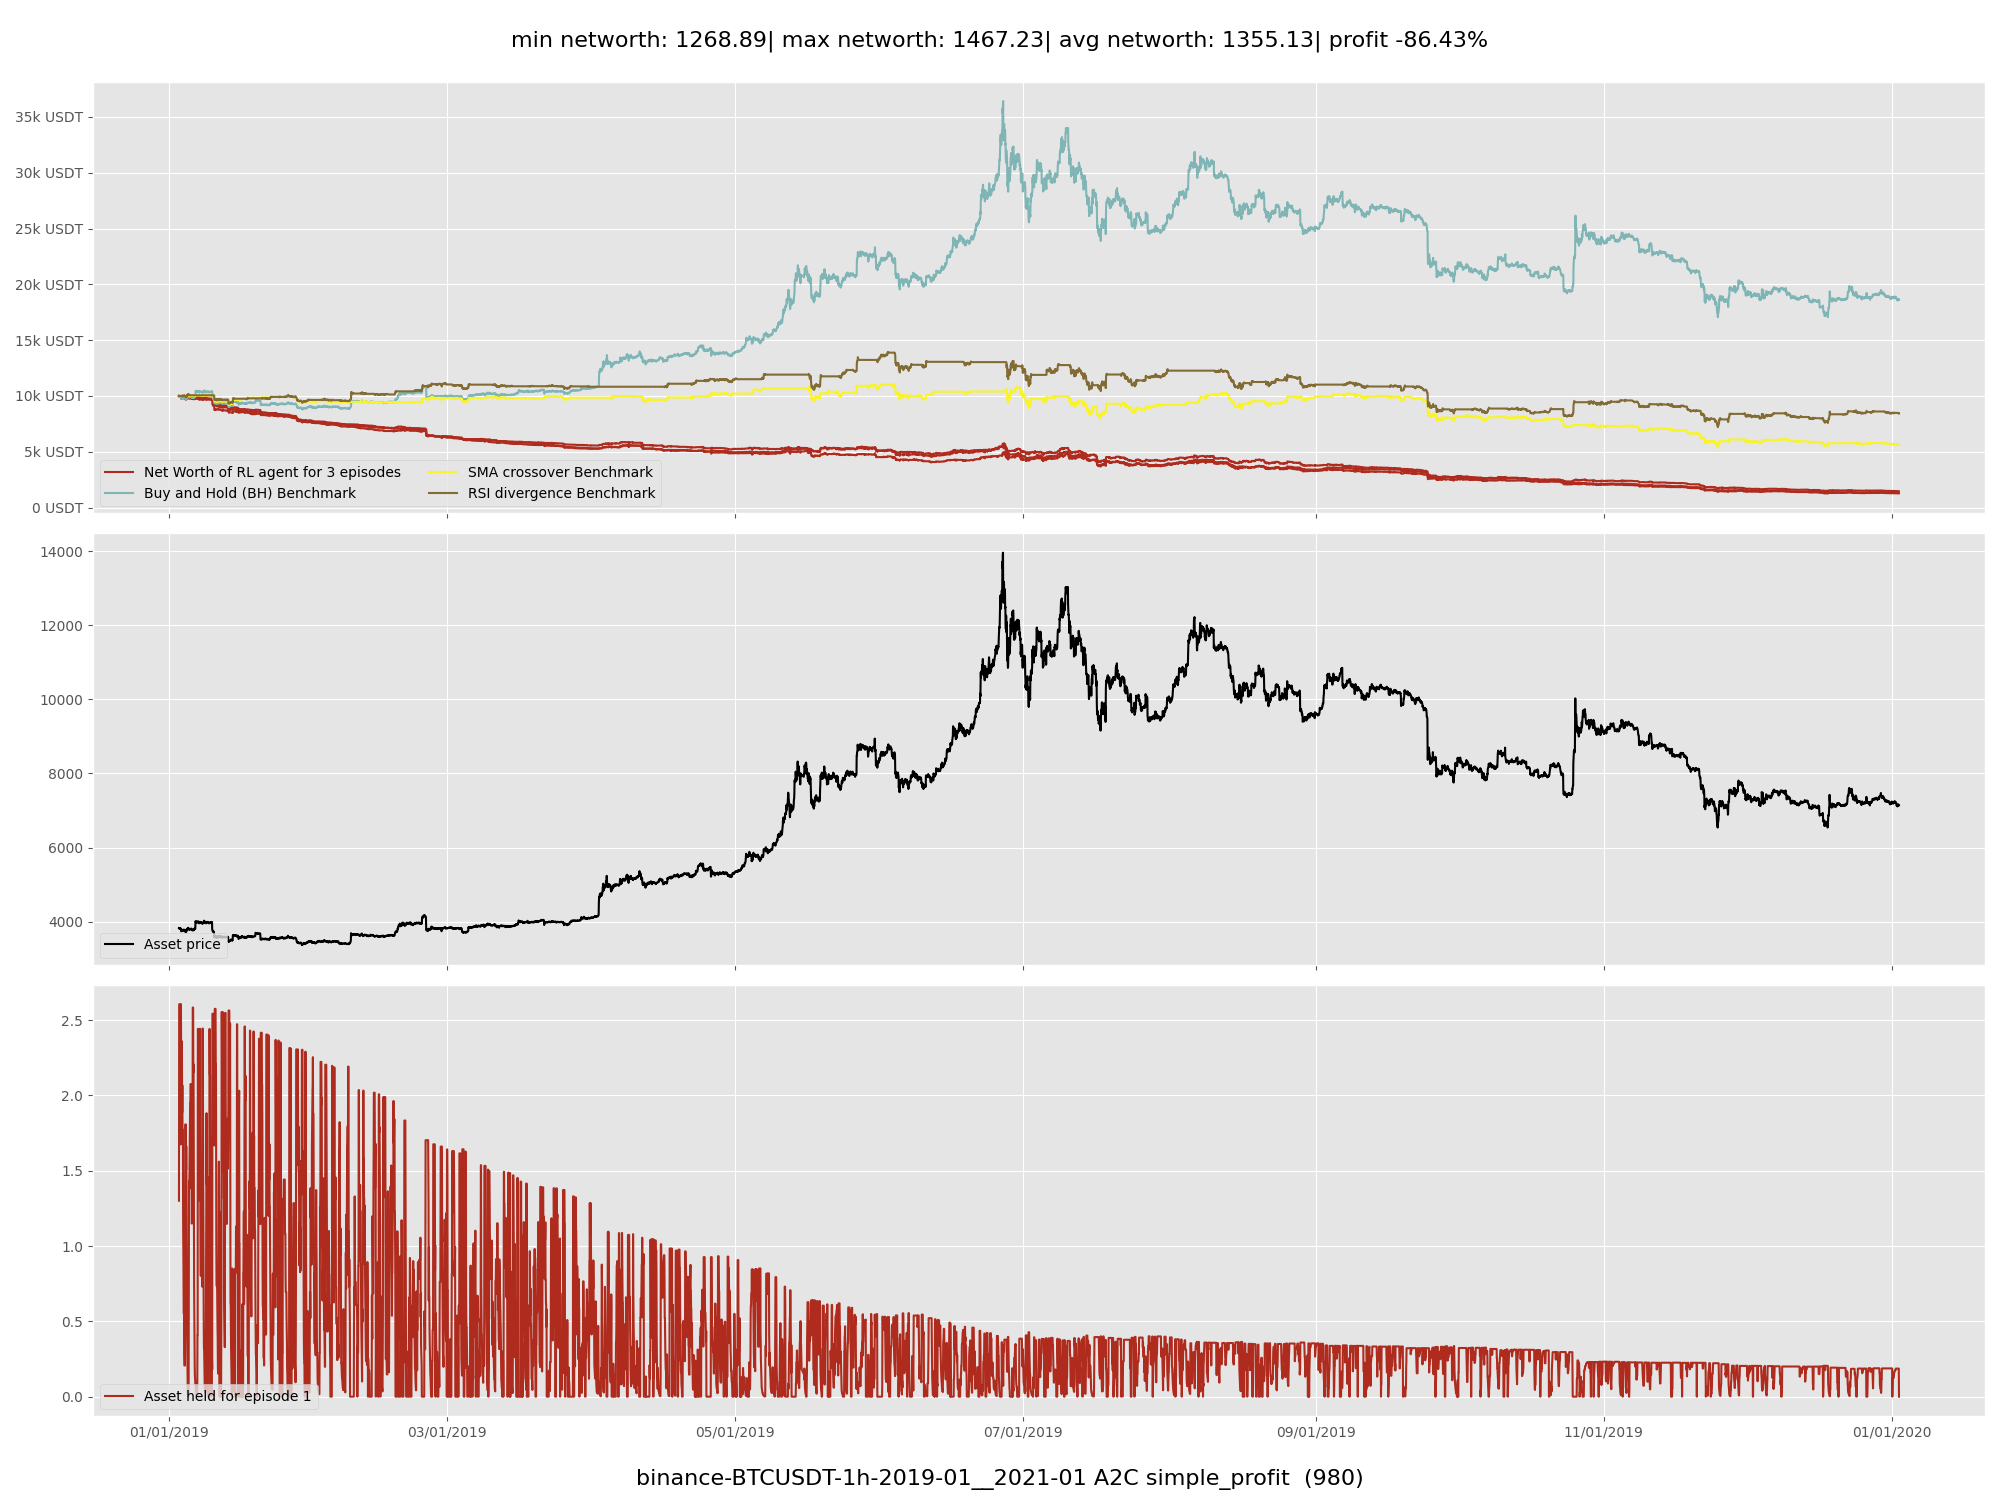 min networth: 1268.89| max networth: 1467.23| avg networth: 1355.13| profit -86.43%
35k USDT
30k USDT
25k USDT
20k USDT
15k USDT
10k USDT
5k USDT
0 USDT
Net Worth of RL agent for 3 episodes
Buy and Hold (BH) Benchmark
SMA crossover Benchmark
RSI divergence Benchmark
14000
12000
10000
8000
6000
4000
Asset price
2.5
2.0
1.5
1.0
0.5
0.0
Asset held for episode 1
01/01/2019 03/01/2019 05/01/2019 07/01/2019 09/01/2019 11/01/2019 01/01/2020
binance-BTCUSDT-1h-2019-01__2021-01 A2C simple_profit (980)